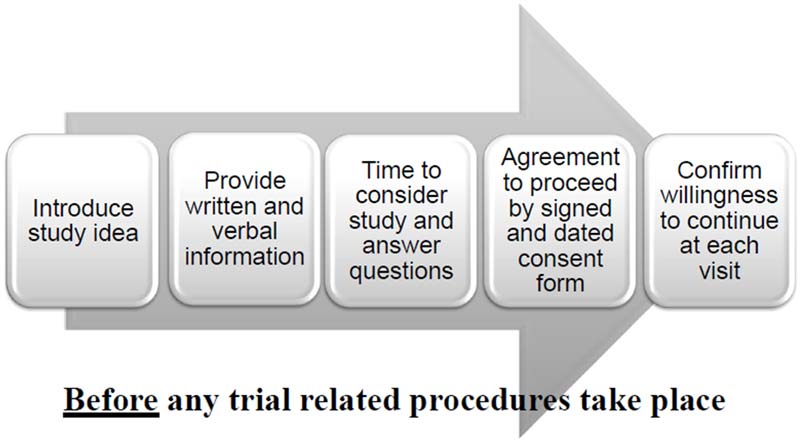 Introduce
study idea
Provide
written and
verbal
information
Time to
consider
study and
answer
questions
Agreement
to proceed
by signed
and dated
consent
form
Confirm
willingness
to continue
at each
visit
Before any trial related procedures take place